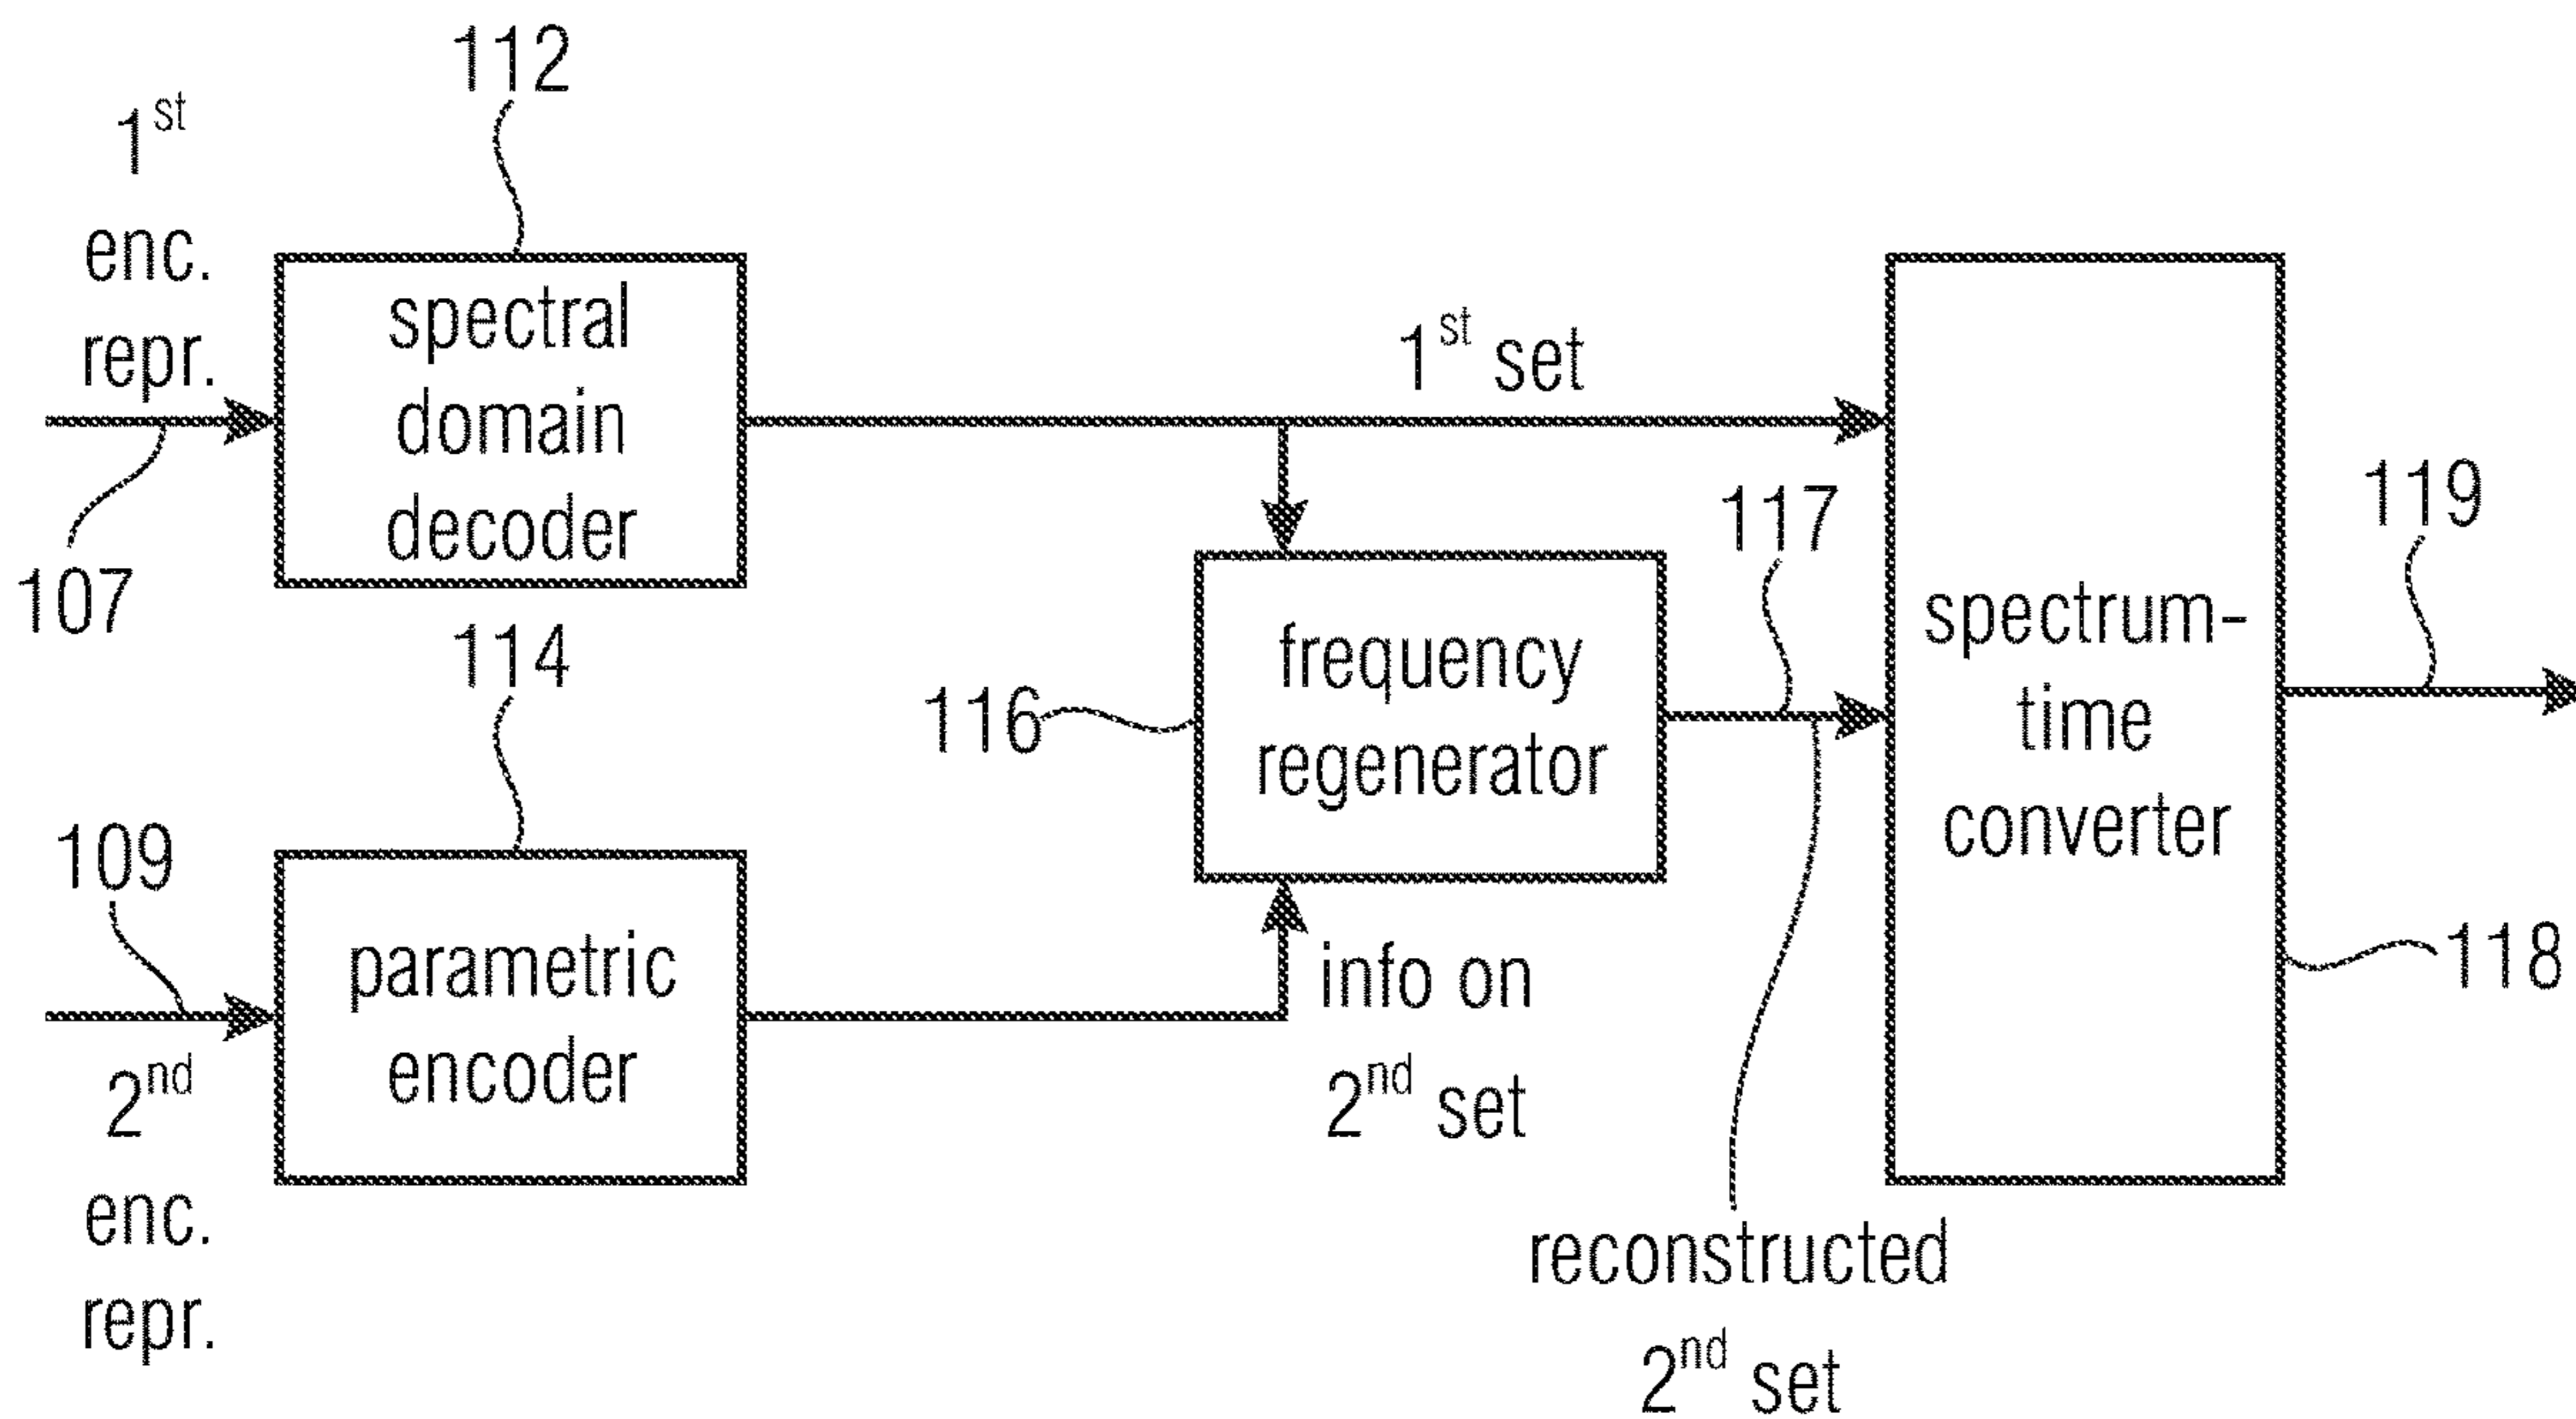 112
1st
enc.
repr.
107
spectral
domain
decoder
1st set
114
109
2nd
enc.
repr.
parametric
encoder
116
frequency
regenerator
info on
2nd set
117
reconstructed
2nd set
spectrum-
time
converter
119
118